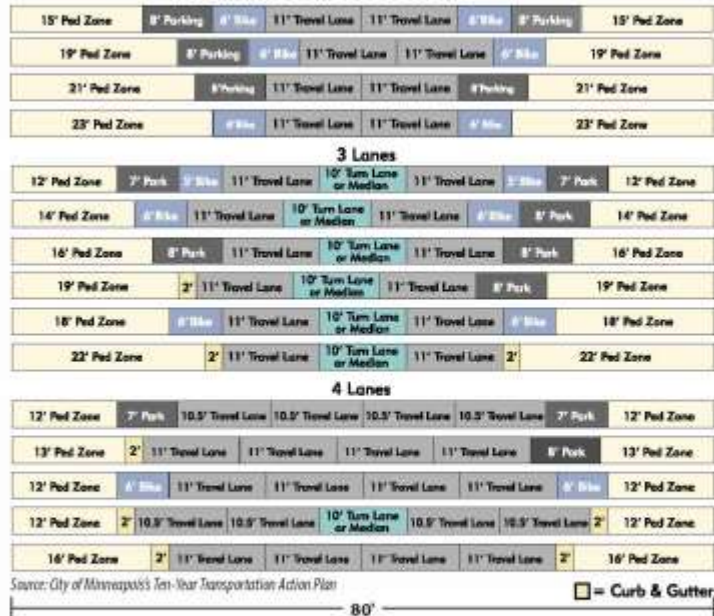 15' Ped Zone 8' Parking 6' Bike 11' Travel Lane 11' Travel Lane 6' Bike 8' Parking 15' Ped Zone
19' Ped Zone 8' Parking 6' Bike 11' Travel Lane 11' Travel Lane 6' Bike 19' Ped Zone
21' Ped Zone 8' Parking 11' Travel Lane 11' Travel Lane 8' Parking 21' Ped Zone
23' Ped Zone 6' Bike 11' Travel Lane 11' Travel Lane 6' Bike 23' Ped Zone
3 Lanes
12' Ped Zone 7' Park 5' Bike 11' Travel Lane 10' Turn Lane or Median 11' Travel Lane 5' Bike 7' Park 12' Ped Zone
14' Ped Zone 6' Bike 11' Travel Lane 10' Turn Lane or Median 11' Travel Lane 6' Bike 8' Park 14' Ped Zone
16' Ped Zone 8' Park 11' Travel Lane 10' Turn Lane or Median 11' Travel Lane 8' Park 16' Ped Zone
19' Ped Zone 2' 11' Travel Lane 10' Turn Lane or Median 11' Travel Lane 8' Park 19' Ped Zone
18' Ped Zone 6' Bike 11' Travel Lane 10' Turn Lane or Median 11' Travel Lane 6' Bike 18' Ped Zone
22' Ped Zone 2' 11' Travel Lane 10' Turn Lane or Median 11' Travel Lane 2' 22' Ped Zone
4 Lanes
12' Ped Zone 7' Park 10.5' Travel Lane 10.5' Travel Lane 10.5' Travel Lane 10.5' Travel Lane 7' Park 12' Ped Zone
13' Ped Zone 2' 11' Travel Lane 11' Travel Lane 11' Travel Lane 11' Travel Lane 8' Park 13' Ped Zone
12' Ped Zone 6' Bike 11' Travel Lane 11' Travel Lane 11' Travel Lane 11' Travel Lane 6' Bike 12' Ped Zone
12' Ped Zone 2' 10.5' Travel Lane 10.5' Travel Lane 10' Turn Lane or Median 10.5' Travel Lane 10.5' Travel Lane 2' 12' Ped Zone
16' Ped Zone 2' 11' Travel Lane 11' Travel Lane 11' Travel Lane 11' Travel Lane 2' 16' Ped Zone
Source: City of Minneapois's Ten-Year Transportation Action Plan
= Curb & Gutter
80'